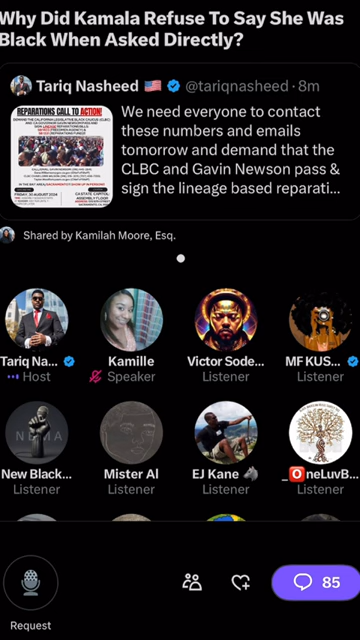 Why Did Kamala Refuse To Say She Was
Black When Asked Directly?
Tariq Nasheed 🇺🇸 @tariqnasheed · 8m
We need everyone to contact
these numbers and emails
tomorrow and demand that the
CLBC and Gavin Newson pass &
sign the lineage based reparati...
REPARATIONS CALL TO ACTION!
Shared by Kamilah Moore, Esq.
Tariq Na...
Host
Kamille
Speaker
Victor Sode...
Listener
MF KUS...
Listener
New Black...
Listener
Mister Al
Listener
EJ Kane
Listener
_🅾️neLuvB...
Listener
85
Request